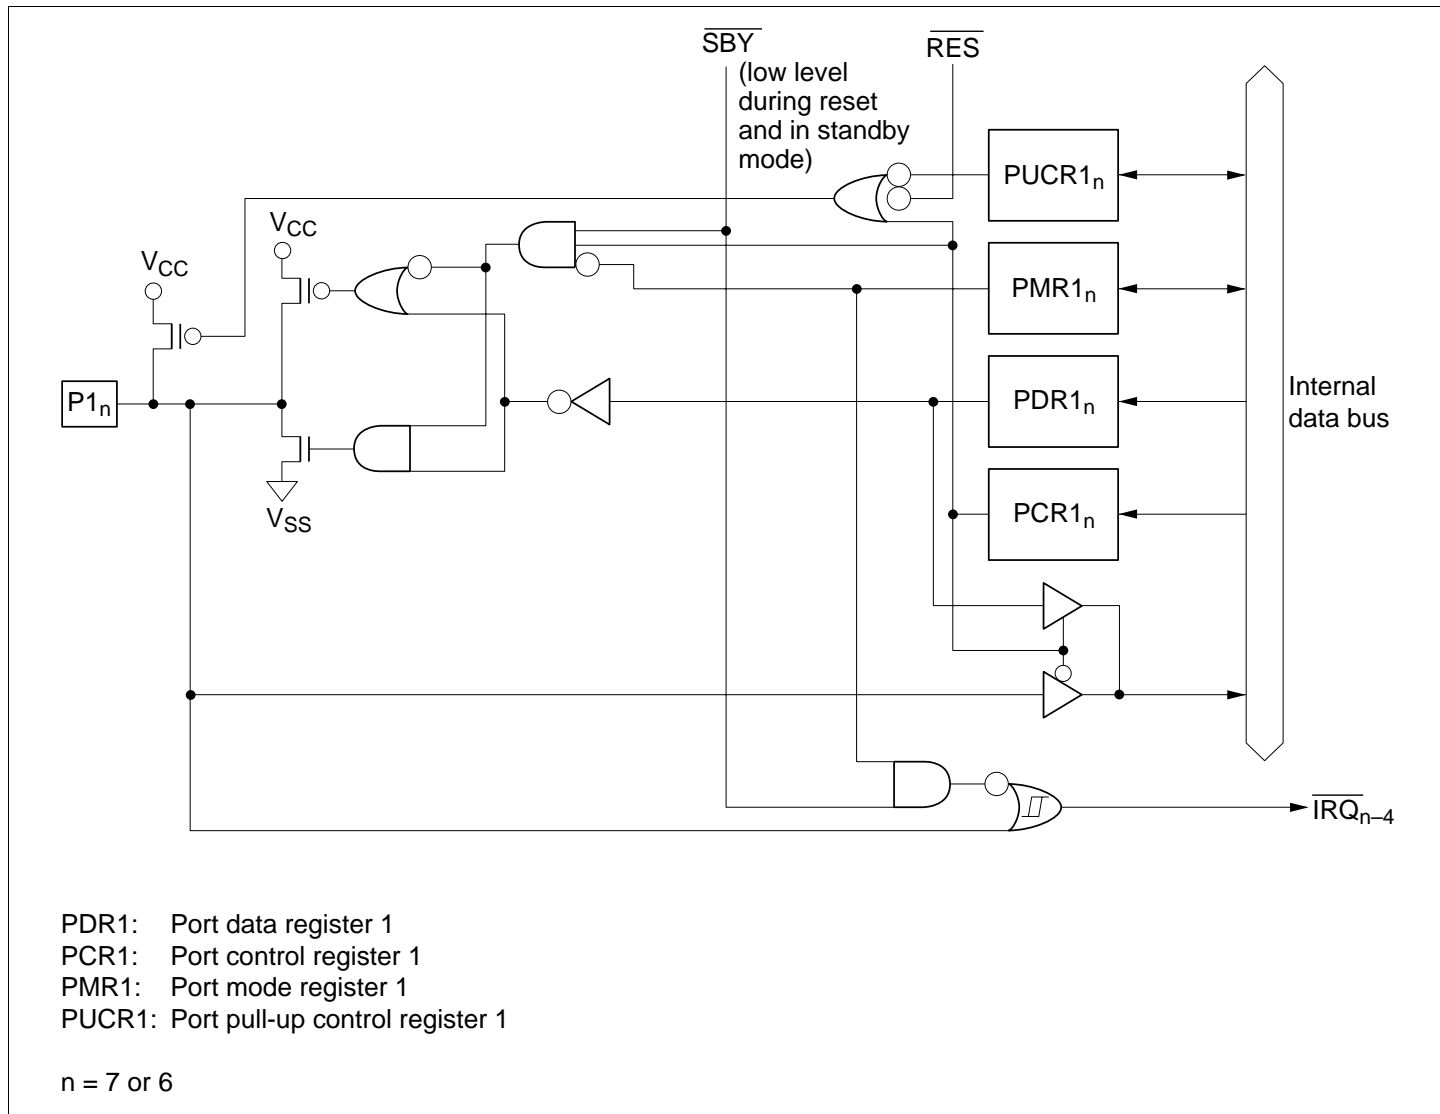 SBY
(low level
during reset
and in standby
mode)
RES
PUCR1n
VCC
VCC
PMR1n
P1n
PDR1n
Internal
data bus
VSS
PCR1n
IRQn–4
PDR1: Port data register 1
PCR1: Port control register 1
PMR1: Port mode register 1
PUCR1: Port pull-up control register 1
n = 7 or 6